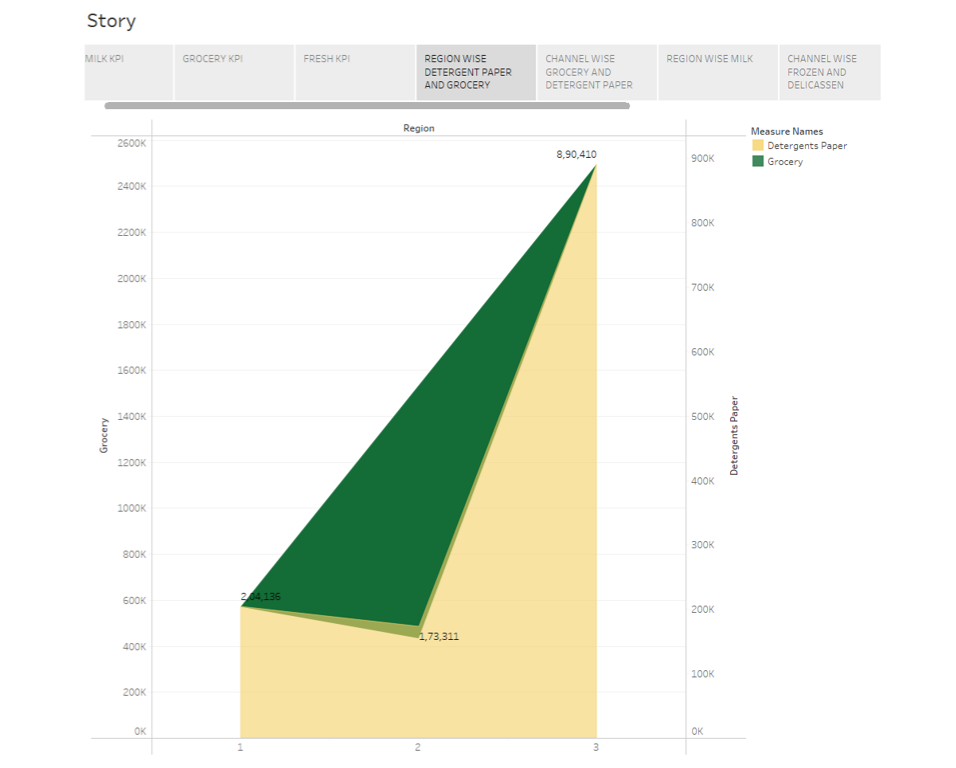 Story
MILK KPI
GROCERY KPI
FRESH KPI
REGION WISE
DETERGENT PAPER
AND GROCERY
CHANNEL WISE
GROCERY AND
DETERGENT PAPER
REGION WISE MILK
CHANNEL WISE
FROZEN AND
DELICASSEN
Region
Measure Names
Detergents Paper
Grocery
2600K
2400K
2200K
2000K
1800K
1600K
1400K
1200K
1000K
800K
600K
400K
200K
0K
Grocery
8,90,410
2,04,136
1,73,311
900K
800K
700K
600K
500K
400K
300K
200K
100K
0K
Detergents Paper
1
2
3